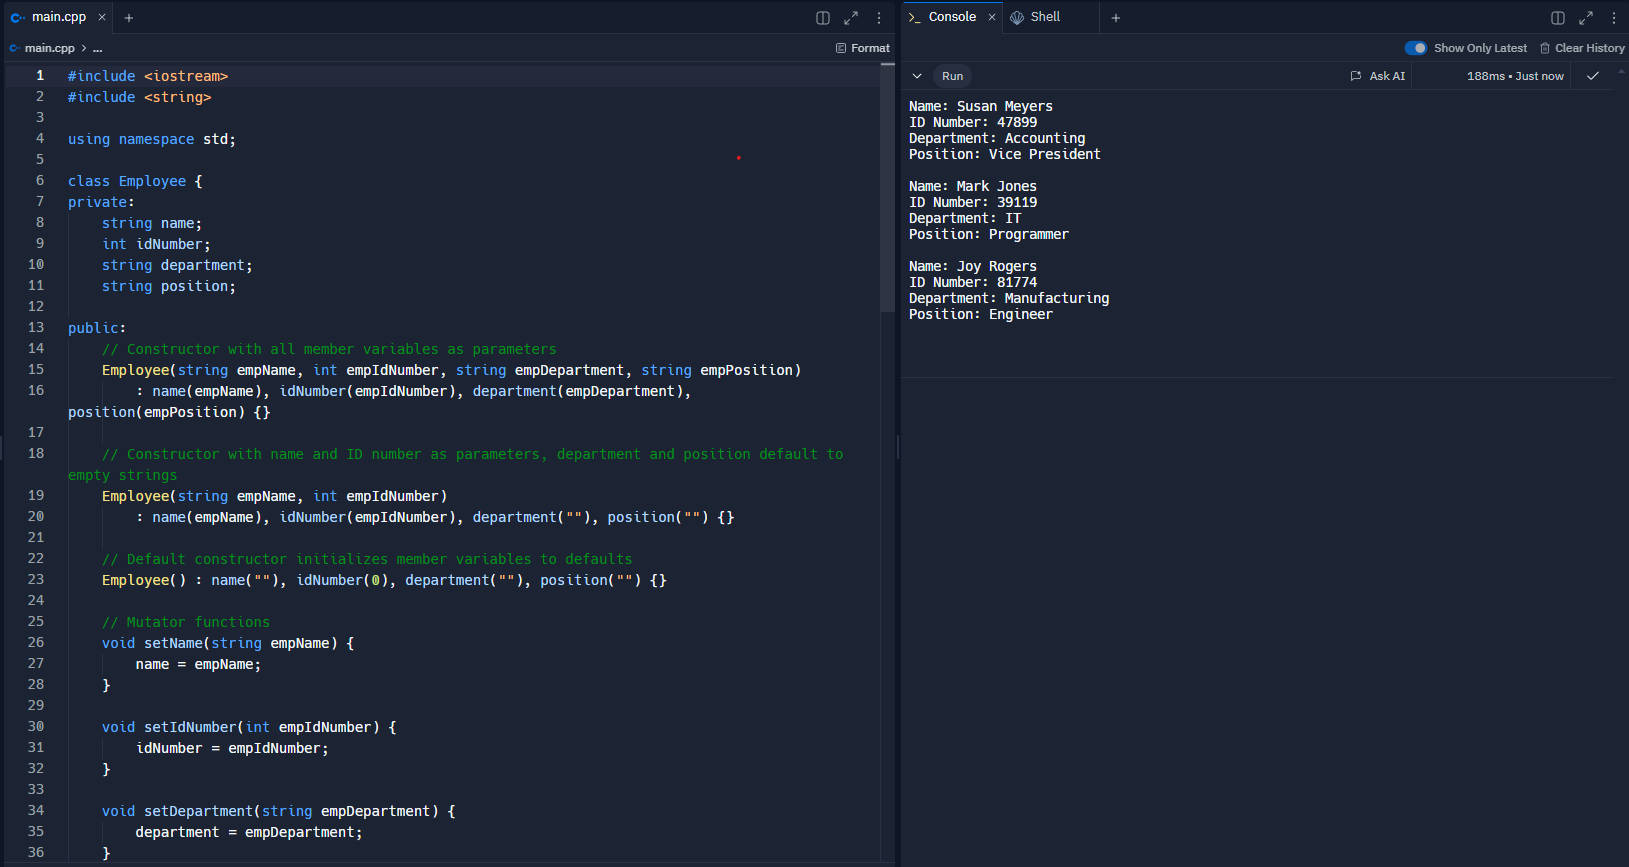 main.cpp
main.cpp > ...
Format
1 #include <iostream>
2 #include <string>
3
4 using namespace std;
5
6 class Employee {
7 private:
8     string name;
9     int idNumber;
10     string department;
11     string position;
12
13 public:
14     // Constructor with all member variables as parameters
15     Employee(string empName, int empIdNumber, string empDepartment, string empPosition)
16         : name(empName), idNumber(empIdNumber), department(empDepartment),
position(empPosition) {}
17
18     // Constructor with name and ID number as parameters, department and position default to
empty strings
19     Employee(string empName, int empIdNumber)
20         : name(empName), idNumber(empIdNumber), department(""), position("") {}
21
22     // Default constructor initializes member variables to defaults
23     Employee() : name(""), idNumber(0), department(""), position("") {}
24
25     // Mutator functions
26     void setName(string empName) {
27         name = empName;
28     }
29
30     void setIdNumber(int empIdNumber) {
31         idNumber = empIdNumber;
32     }
33
34     void setDepartment(string empDepartment) {
35         department = empDepartment;
36     }
Console
Shell
Show Only Latest
Clear History
Run
Ask AI
188ms • Just now
Name: Susan Meyers
ID Number: 47899
Department: Accounting
Position: Vice President
Name: Mark Jones
ID Number: 39119
Department: IT
Position: Programmer
Name: Joy Rogers
ID Number: 81774
Department: Manufacturing
Position: Engineer